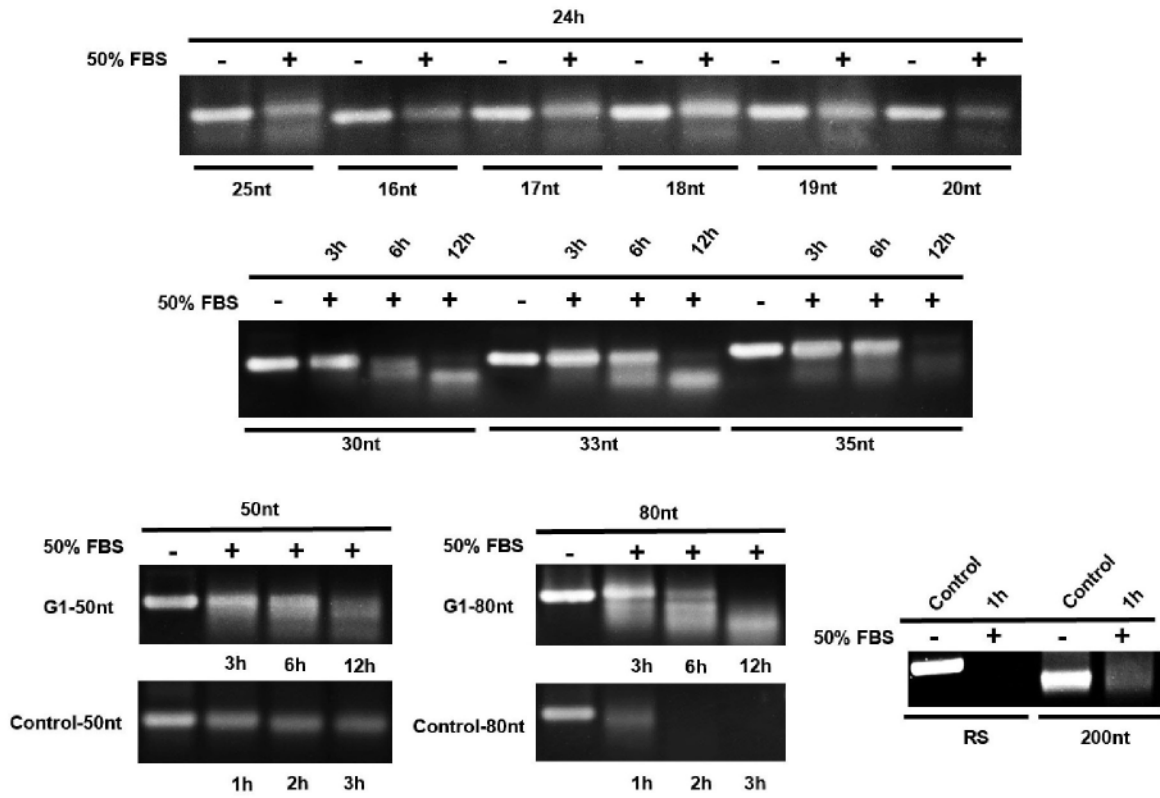 24h
50% FBS - + - + - + - + - + - +
25nt 16nt 17nt 18nt 19nt 20nt
3h 6h 12h 3h 6h 12h 3h 6h 12h
50% FBS - + + + - + + + - + + +
30nt 33nt 35nt
50nt
50% FBS - + + +
G1-50nt
3h 6h 12h
Control-50nt
1h 2h 3h
80nt
50% FBS - + + +
G1-80nt
3h 6h 12h
Control-80nt
1h 2h 3h
Control 1h Control 1h
50% FBS - + - +
RS 200nt